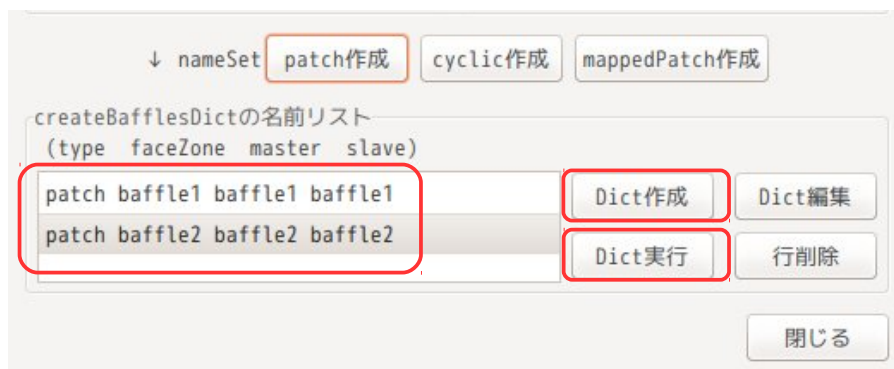 ↓ nameSet patch作成 cyclic作成 mappedPatch作成
createBafflesDictの名前リスト
(type faceZone master slave)
patch baffle1 baffle1 baffle1
Dict作成 Dict編集
patch baffle2 baffle2 baffle2
Dict実行 行削除
閉じる